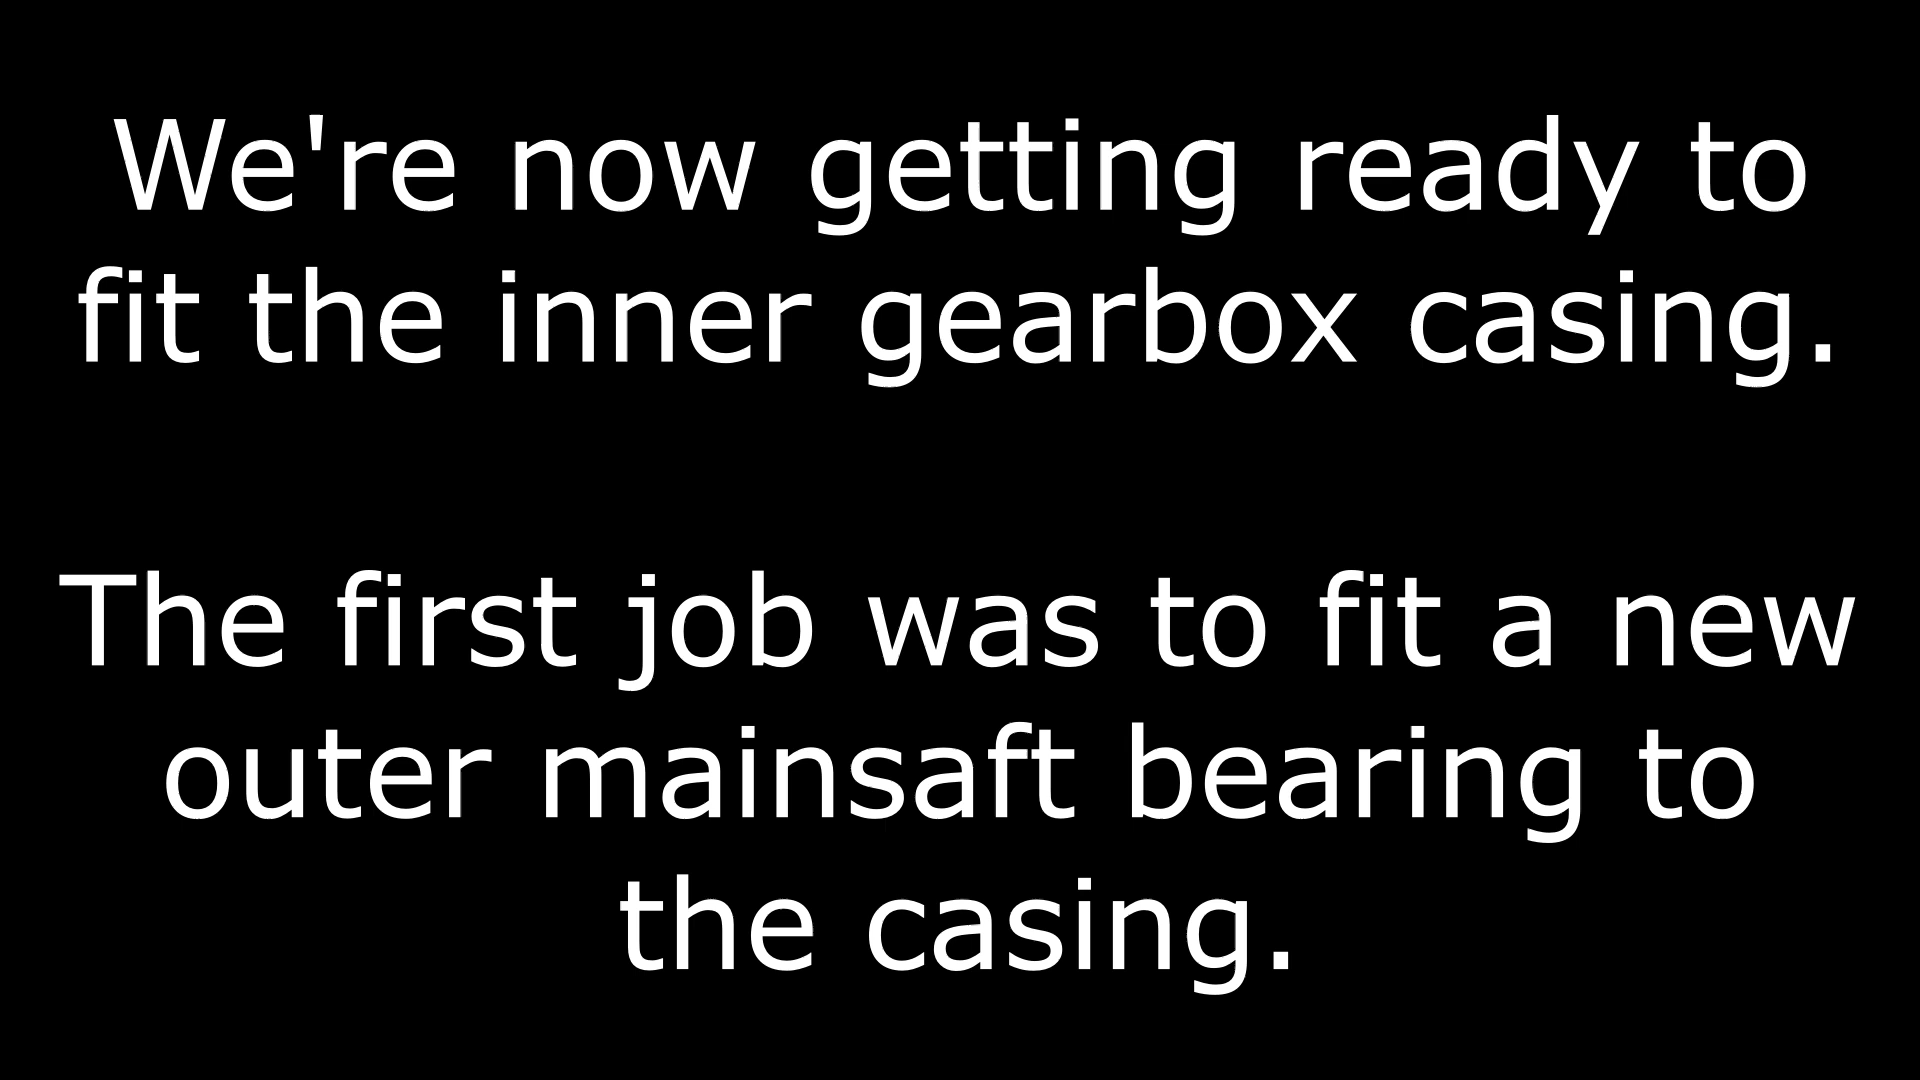 We're now getting ready to
fit the inner gearbox casing.
The first job was to fit a new
outer mainsaft bearing to
the casing.